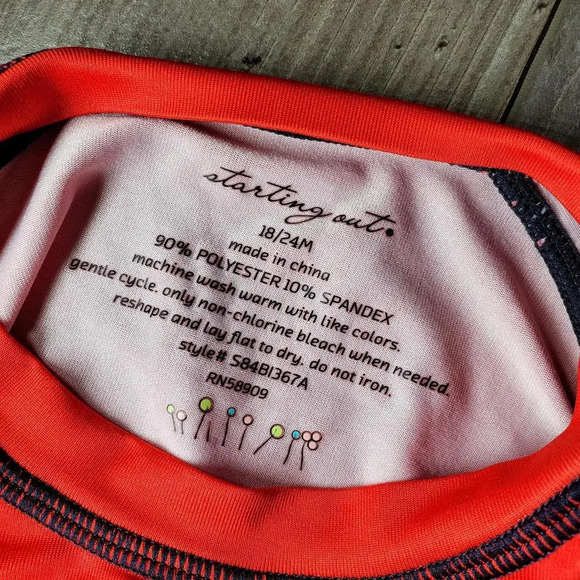 starting out.
18/24M
made in china
90% POLYESTER 10% SPANDEX
machine wash warm with like colors.
gentle cycle. only non-chlorine bleach when needed.
reshape and lay flat to dry. do not iron.
style# S84BI367A
RN58909